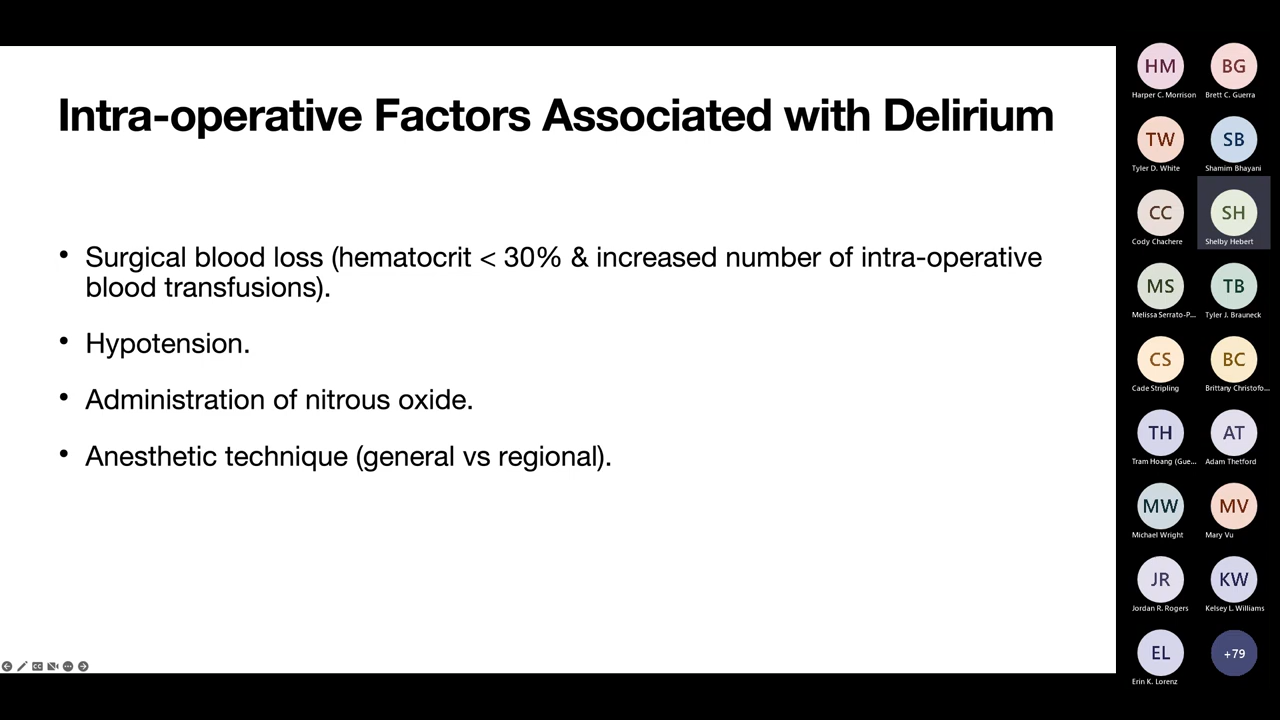 Intra-operative Factors Associated with Delirium
• Surgical blood loss (hematocrit < 30% & increased number of intra-operative
blood transfusions).
• Hypotension.
• Administration of nitrous oxide.
• Anesthetic technique (general vs regional).
HM
Harper C. Morrison
BG
Brett C. Guerra
TW
Tyler D. White
SB
Shamim Bhayani
CC
Cody Chachere
SH
Shelby Hebert
MS
Melissa Serrato-P...
TB
Tyler J. Brauneck
CS
Cade Stripling
BC
Brittany Christofo...
TH
Tram Hoang (Gue...
AT
Adam Thetford
MW
Michael Wright
MV
Mary Vu
JR
Jordan R. Rogers
KW
Kelsey L. Williams
EL
Erin K. Lorenz
+79